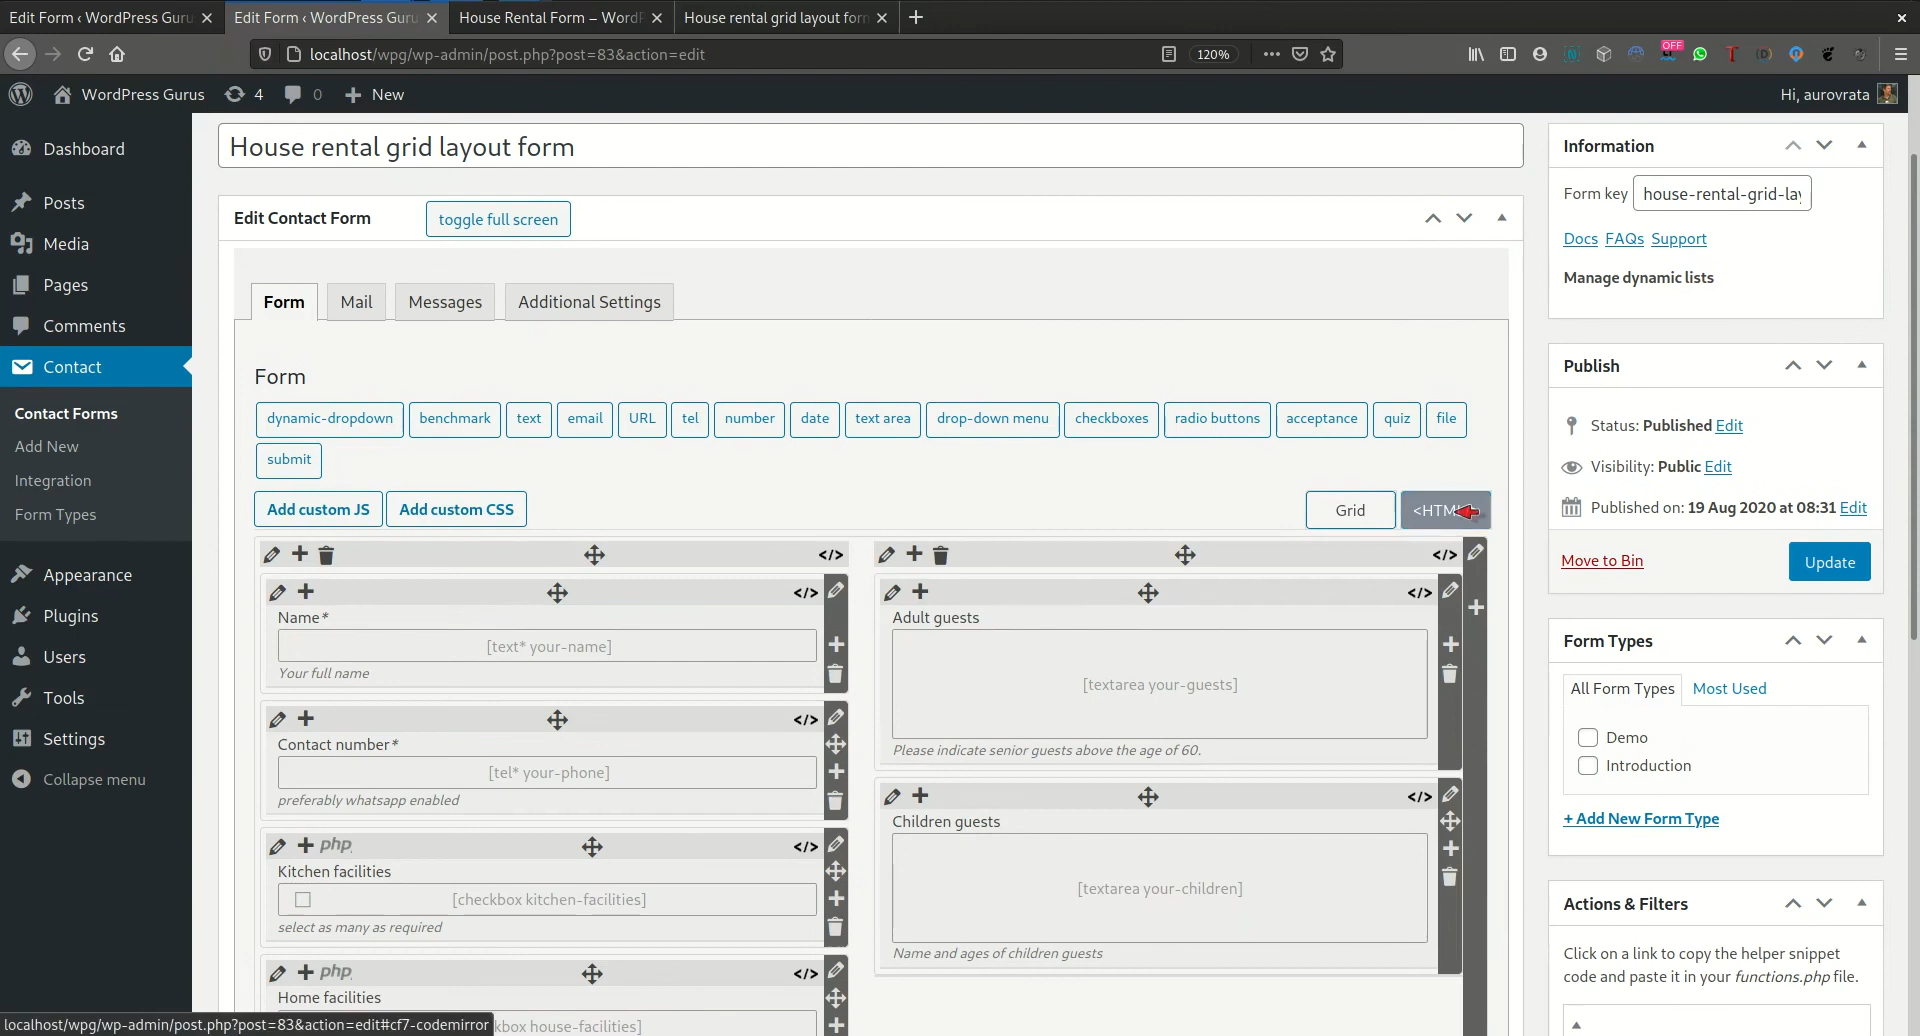 Edit Form ‹ WordPress Guru
Edit Form ‹ WordPress Guru
House Rental Form – WordP
House rental grid layout form
localhost/wpg/wp-admin/post.php?post=83&action=edit
120%
OFF
WordPress Gurus
4
0
New
Hi, aurovrata
Dashboard
Posts
Media
Pages
Comments
Contact
Contact Forms
Add New
Integration
Form Types
Appearance
Plugins
Users
Tools
Settings
Collapse menu
House rental grid layout form
Edit Contact Form
toggle full screen
Form
Mail
Messages
Additional Settings
Form
dynamic-dropdown
benchmark
text
email
URL
tel
number
date
text area
drop-down menu
checkboxes
radio buttons
acceptance
quiz
file
submit
Add custom JS
Add custom CSS
Grid
</>
</>
</>
Name*
[text* your-name]
Your full name
</>
Contact number*
[tel* your-phone]
preferably whatsapp enabled
php
</>
Kitchen facilities
[checkbox kitchen-facilities]
select as many as required
php
</>
Home facilities
kbox house-facilities]
</>
Adult guests
[textarea your-guests]
Please indicate senior guests above the age of 60.
</>
Children guests
[textarea your-children]
Name and ages of children guests
Information
Form key
house-rental-grid-lay
Docs FAQs Support
Manage dynamic lists
Publish
Status: Published Edit
Visibility: Public Edit
Published on: 19 Aug 2020 at 08:31 Edit
Move to Bin
Update
Form Types
All Form Types
Most Used
Demo
Introduction
+ Add New Form Type
Actions & Filters
Click on a link to copy the helper snippet
code and paste it in your functions.php file.
localhost/wpg/wp-admin/post.php?post=83&action=edit#cf7-codemirror